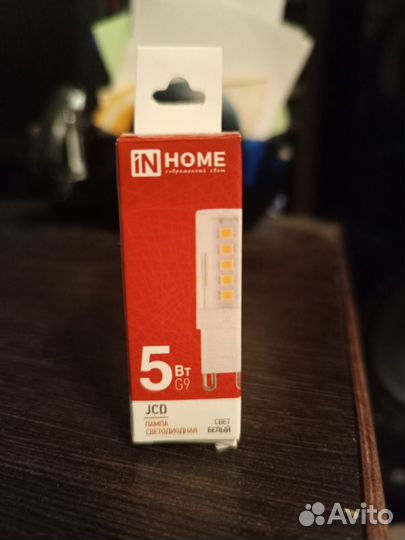 iN HOME
современный свет
5 Вт
G9
JCD
ЛАМПА
СВЕТОДИОДНАЯ
СВЕТ
БЕЛЫЙ
Avito